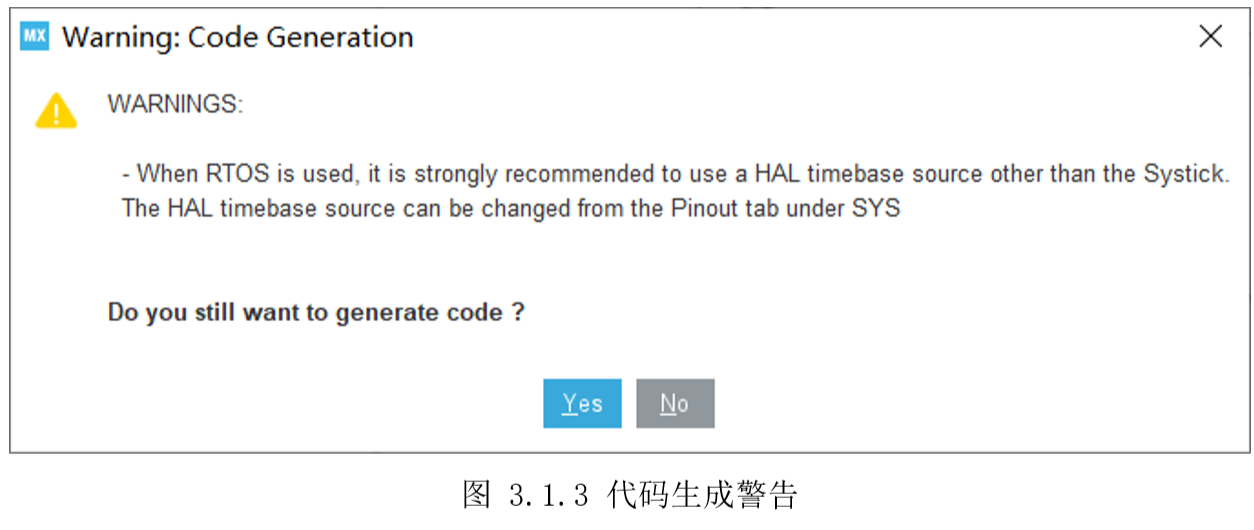 MX Warning: Code Generation
WARNINGS:
- When RTOS is used, it is strongly recommended to use a HAL timebase source other than the Systick.
The HAL timebase source can be changed from the Pinout tab under SYS
Do you still want to generate code ?
Yes No
图 3.1.3 代码生成警告